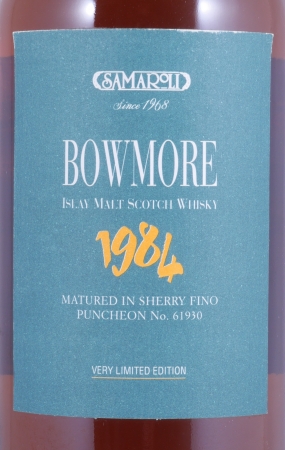 SAMAROLI
Since 1968
BOWMORE
ISLAY MALT SCOTCH WHISKY
1984
MATURED IN SHERRY FINO
PUNCHEON No. 61930
VERY LIMITED EDITION